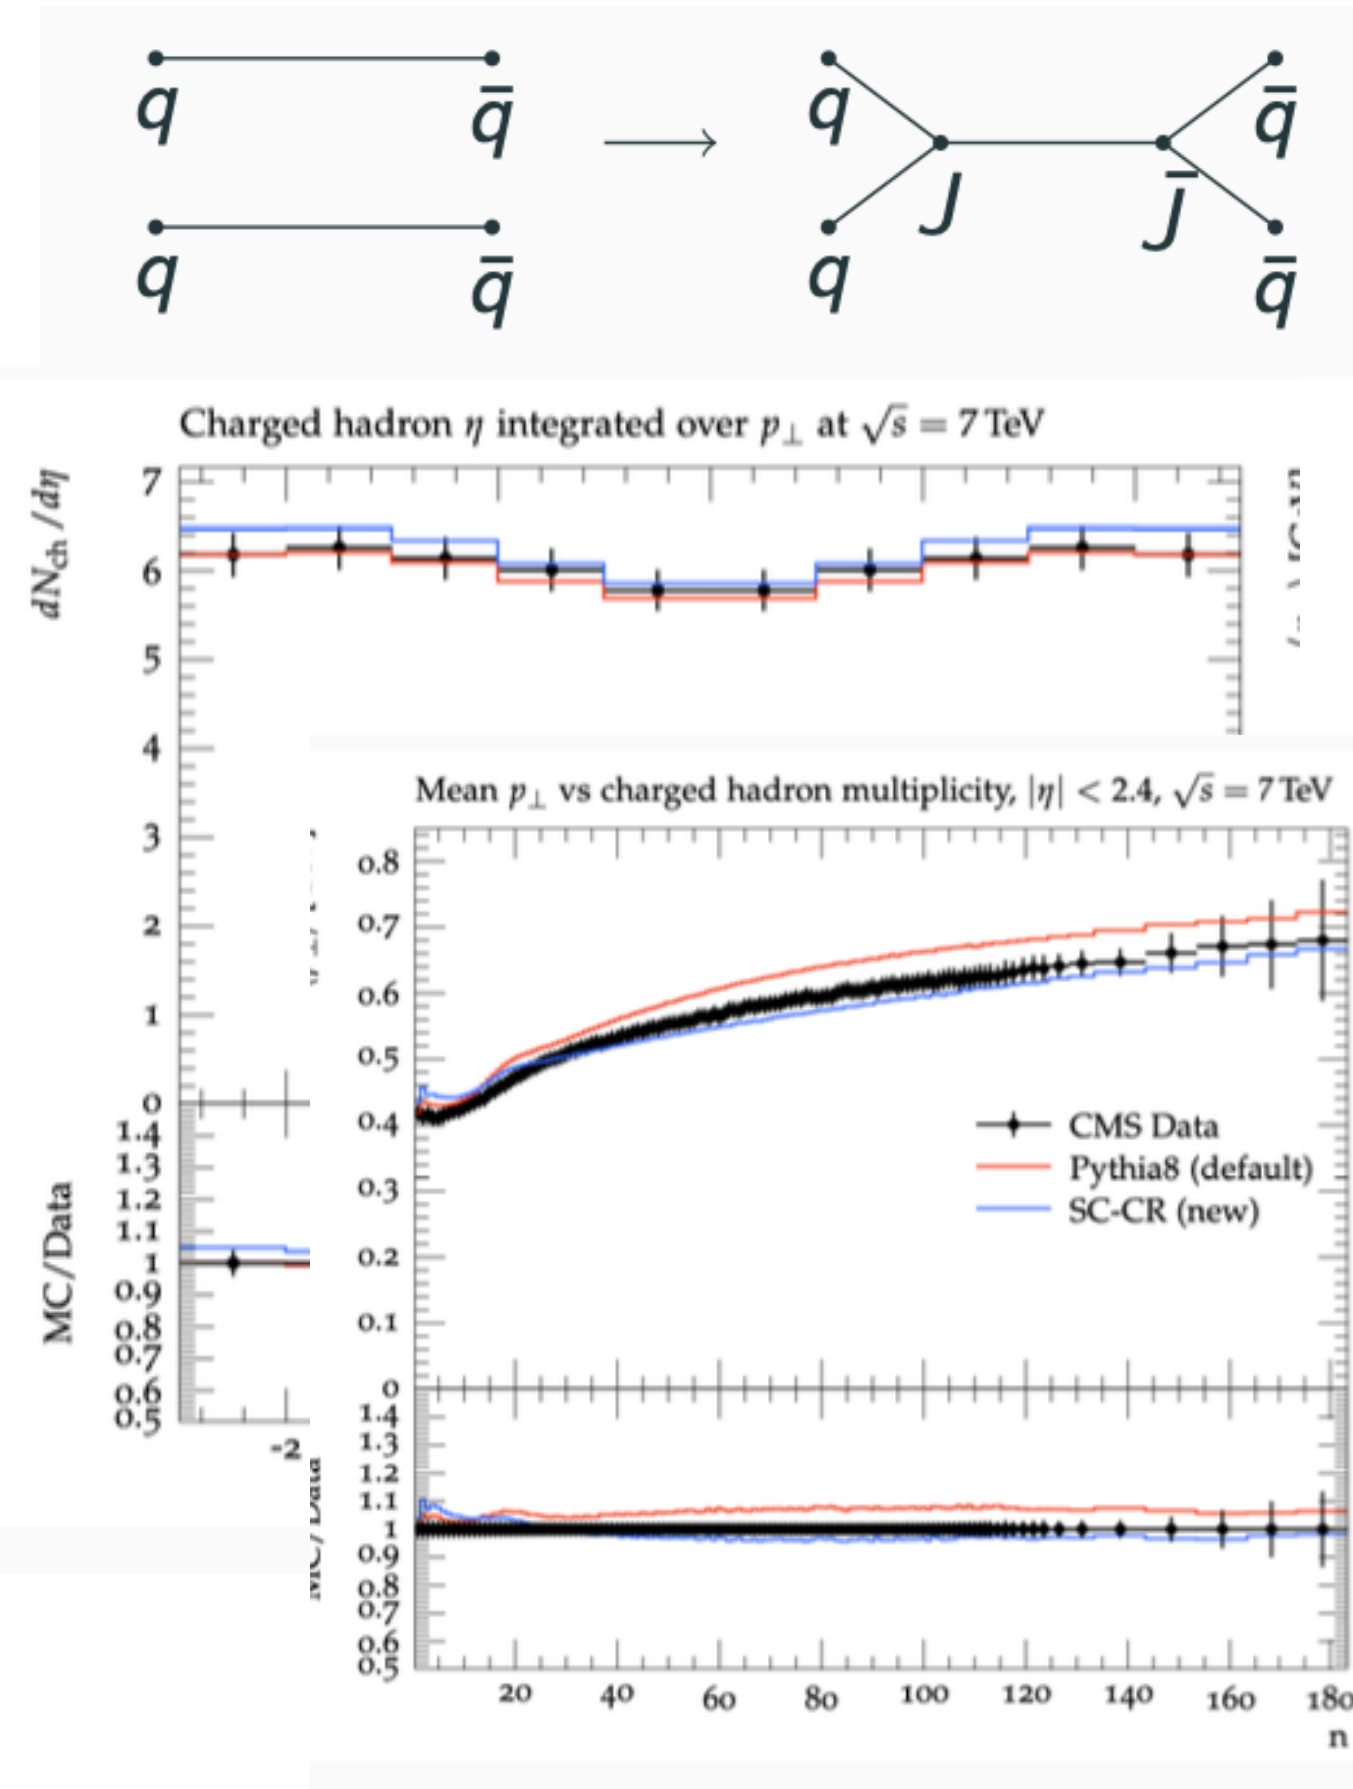 q q̄ q q̄
J J̄
q q̄ q q̄
Charged hadron η integrated over p⊥ at √s = 7 TeV
dN_ch/dη
7
6
5
4
3
2
1
0
MC/Data
1.4
1.3
1.2
1.1
1
0.9
0.8
0.7
0.6
0.5
-2
Mean p⊥ vs charged hadron multiplicity, |η| < 2.4, √s = 7 TeV
0.8
0.7
0.6
0.5
0.4
0.3
0.2
0.1
0
CMS Data
Pythia8 (default)
SC-CR (new)
MC/Data
1.4
1.3
1.2
1.1
1
0.9
0.8
0.7
0.6
0.5
20 40 60 80 100 120 140 160 180
n